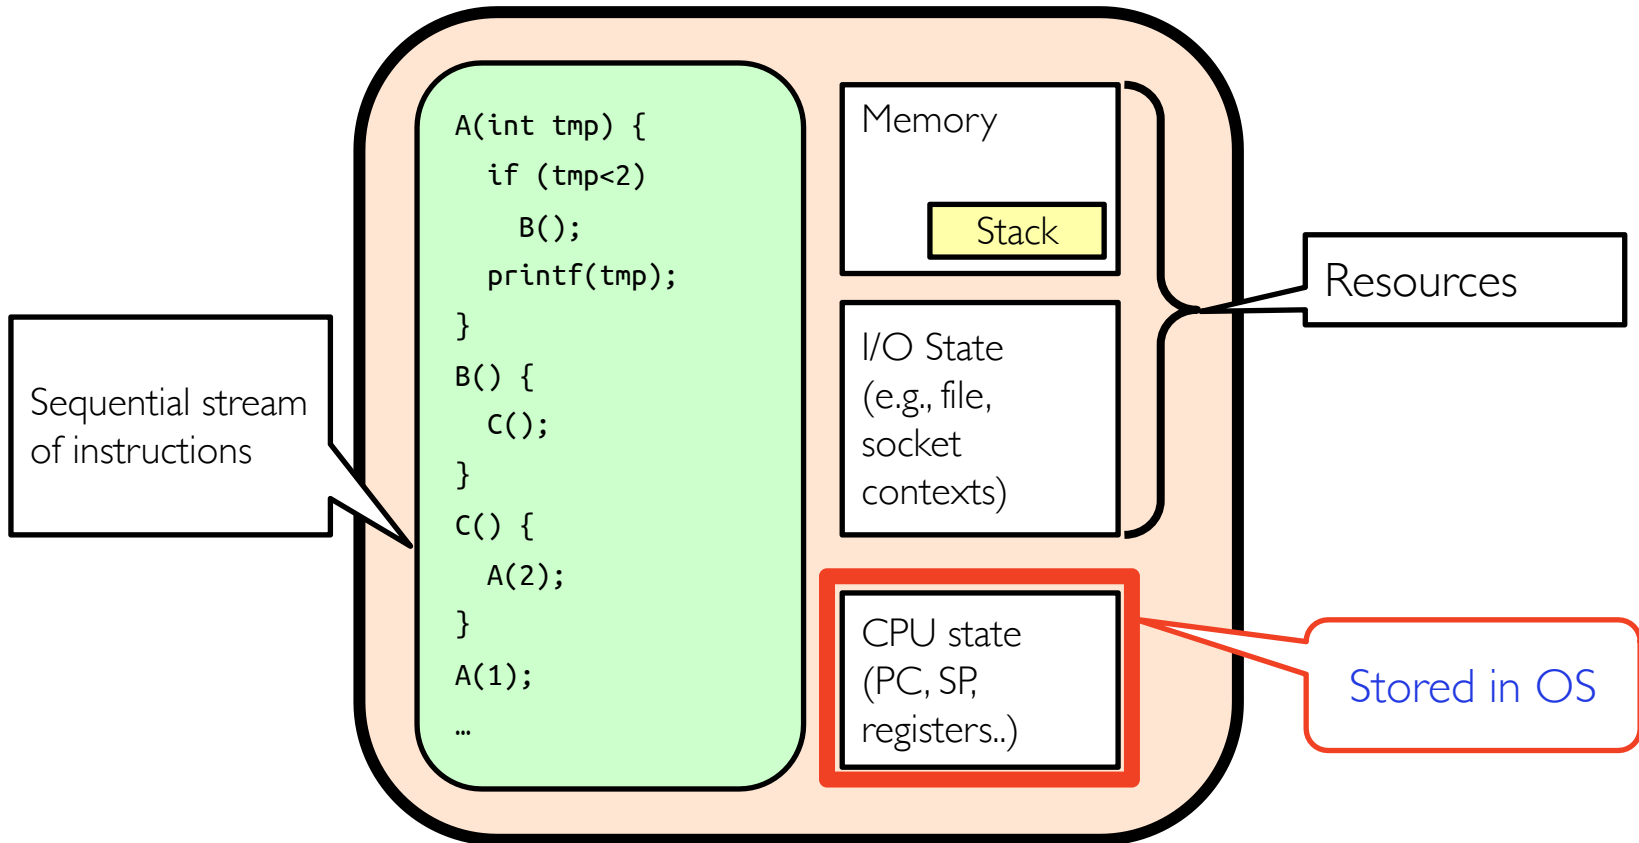 A(int tmp) {
if (tmp<2)
B();
printf(tmp);
}
B() {
C();
}
C() {
A(2);
}
A(1);
…
Sequential stream
of instructions
Memory
Stack
I/O State
(e.g., file,
socket
contexts)
CPU state
(PC, SP,
registers..)
Resources
Stored in OS